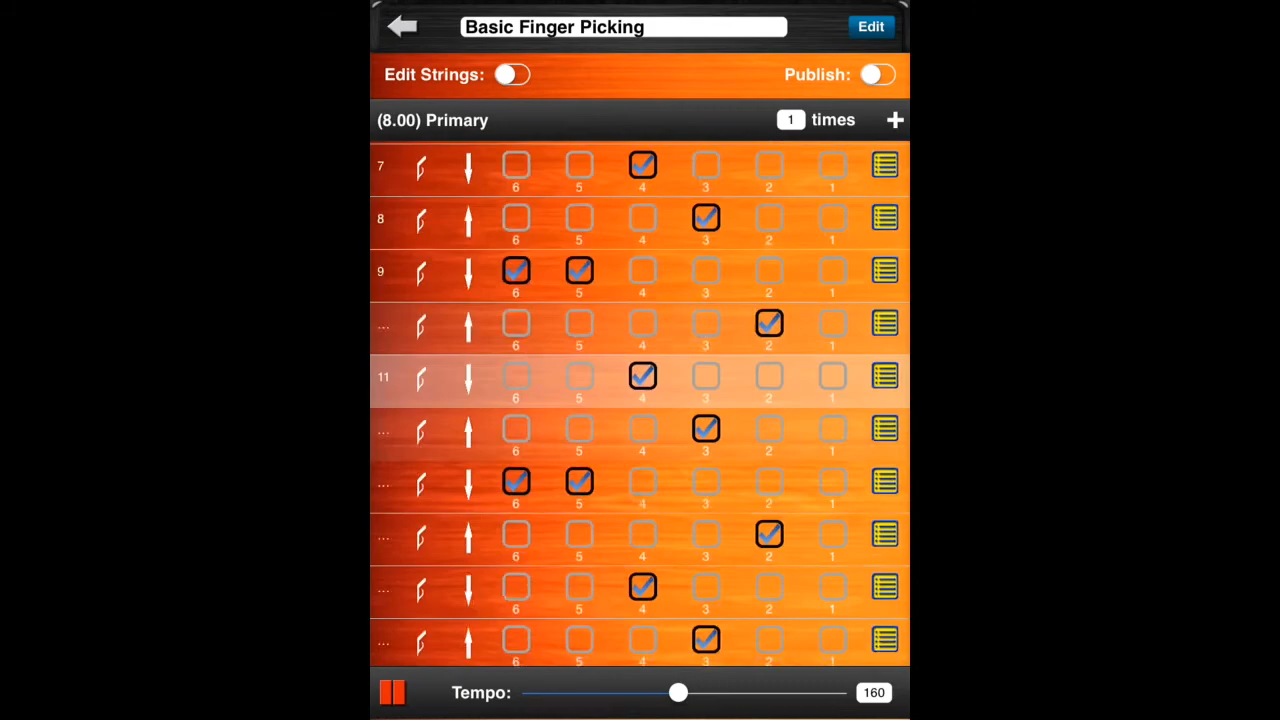 Basic Finger Picking Edit
Edit Strings: Publish:
(8.00) Primary 1 times +
7
6 5 4 3 2 1
8
6 5 4 3 2 1
9
6 5 4 3 2 1
...
6 5 4 3 2 1
11
6 5 4 3 2 1
...
6 5 4 3 2 1
...
6 5 4 3 2 1
...
6 5 4 3 2 1
...
6 5 4 3 2 1
...
6 5 4 3 2 1
Tempo: 160